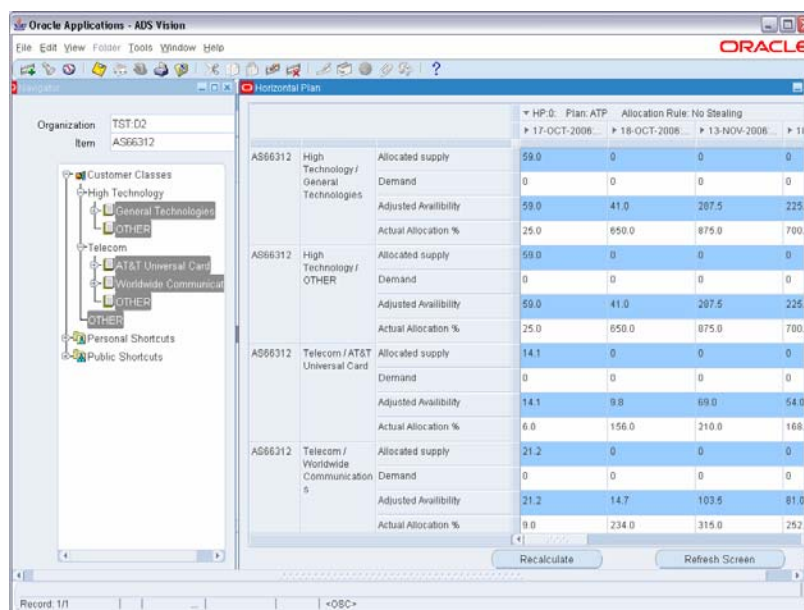 Oracle Applications - ADS Vision
File Edit View Folder Tools Window Help
ORACLE
Navigator
Horizontal Plan
Organization TST:D2
Item AS66312
Customer Classes
High Technology
General Technologies
OTHER
Telecom
AT&T Universal Card
Worldwide Communicat
OTHER
OTHER
Personal Shortcuts
Public Shortcuts
HP:0: Plan: ATP Allocation Rule: No Stealing
17-OCT-2006... 18-OCT-2006... 13-NOV-2006... 1
AS66312 High Technology / General Technologies
Allocated supply 59.0 0 0 0
Demand 0 0 0 0
Adjusted Availibility 59.0 41.0 287.5 225.
Actual Allocation % 25.0 650.0 875.0 700.
AS66312 High Technology / OTHER
Allocated supply 59.0 0 0 0
Demand 0 0 0 0
Adjusted Availibility 59.0 41.0 287.5 225.
Actual Allocation % 25.0 650.0 875.0 700.
AS66312 Telecom / AT&T Universal Card
Allocated supply 14.1 0 0 0
Demand 0 0 0 0
Adjusted Availibility 14.1 9.8 69.0 54.0
Actual Allocation % 6.0 156.0 210.0 168.
AS66312 Telecom / Worldwide Communications
Allocated supply 21.2 0 0 0
Demand 0 0 0 0
Adjusted Availibility 21.2 14.7 103.5 81.0
Actual Allocation % 9.0 234.0 315.0 252.
Recalculate Refresh Screen
Record: 1/1 ... <OSC>